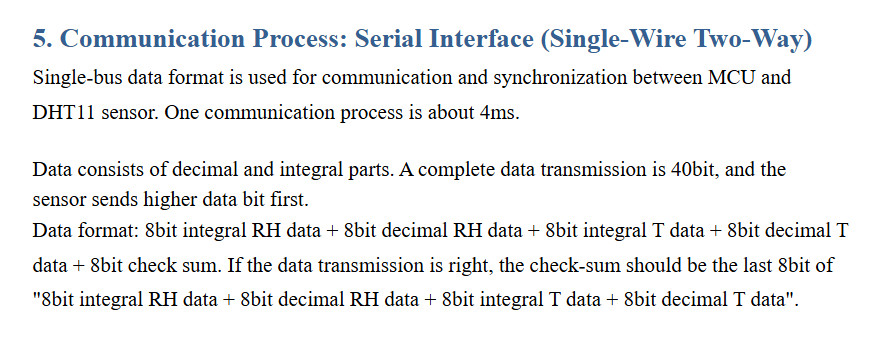 5. Communication Process: Serial Interface (Single-Wire Two-Way)
Single-bus data format is used for communication and synchronization between MCU and
DHT11 sensor. One communication process is about 4ms.
Data consists of decimal and integral parts. A complete data transmission is 40bit, and the
sensor sends higher data bit first.
Data format: 8bit integral RH data + 8bit decimal RH data + 8bit integral T data + 8bit decimal T
data + 8bit check sum. If the data transmission is right, the check-sum should be the last 8bit of
"8bit integral RH data + 8bit decimal RH data + 8bit integral T data + 8bit decimal T data".